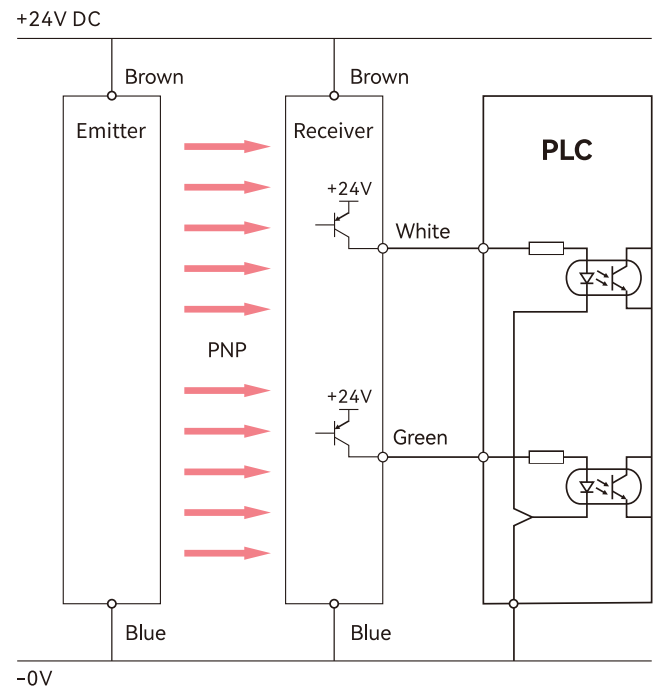 +24V DC
Brown
Brown
Emitter
Receiver
PLC
+24V
White
PNP
+24V
Green
Blue
Blue
-0V